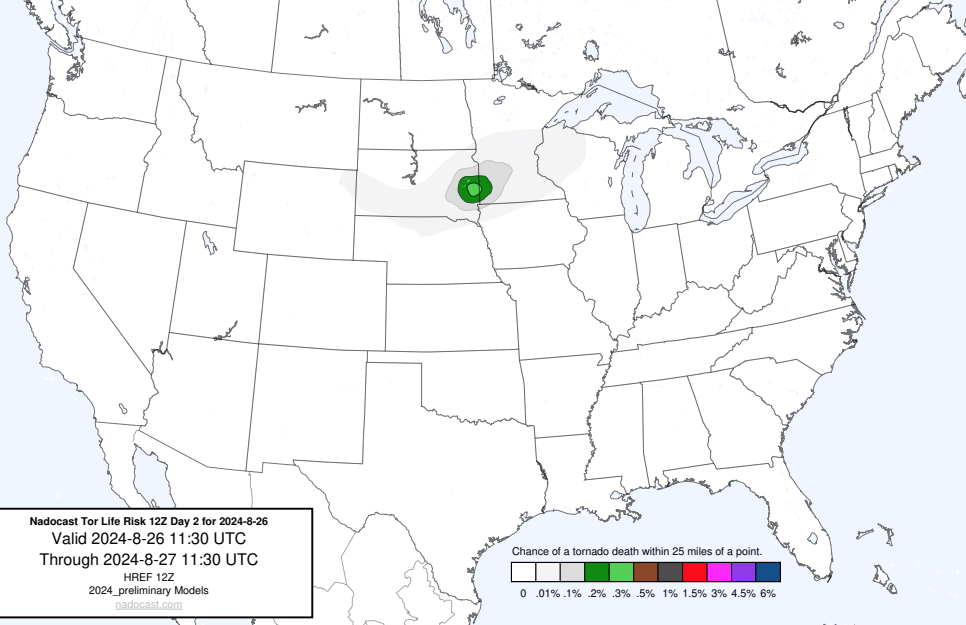 Nadocast Tor Life Risk 12Z Day 2 for 2024-8-26
Valid 2024-8-26 11:30 UTC
Through 2024-8-27 11:30 UTC
HREF 12Z
2024_preliminary Models
nadocast.com
Chance of a tornado death within 25 miles of a point.
0 .01% .1% .2% .3% .5% 1% 1.5% 3% 4.5% 6%